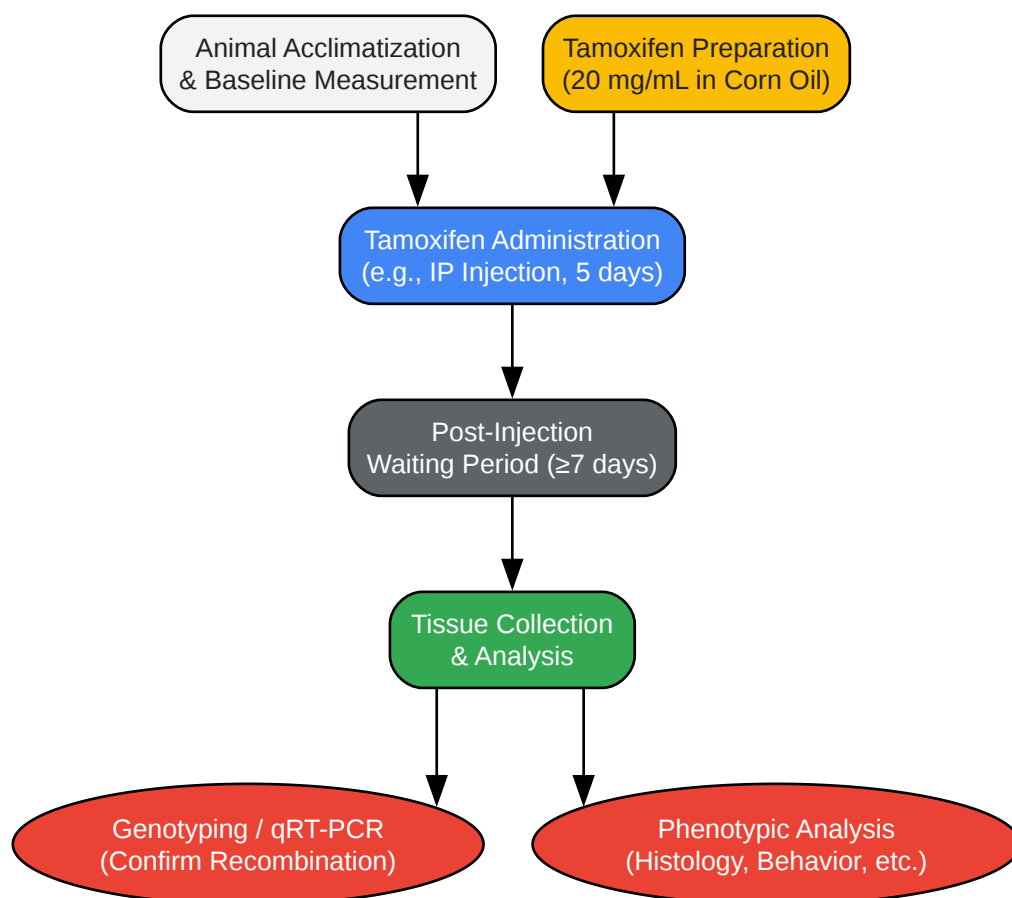 Animal Acclimatization
& Baseline Measurement
Tamoxifen Preparation
(20 mg/mL in Corn Oil)
Tamoxifen Administration
(e.g., IP Injection, 5 days)
Post-Injection
Waiting Period (≥7 days)
Tissue Collection
& Analysis
Genotyping / qRT-PCR
(Confirm Recombination)
Phenotypic Analysis
(Histology, Behavior, etc.)